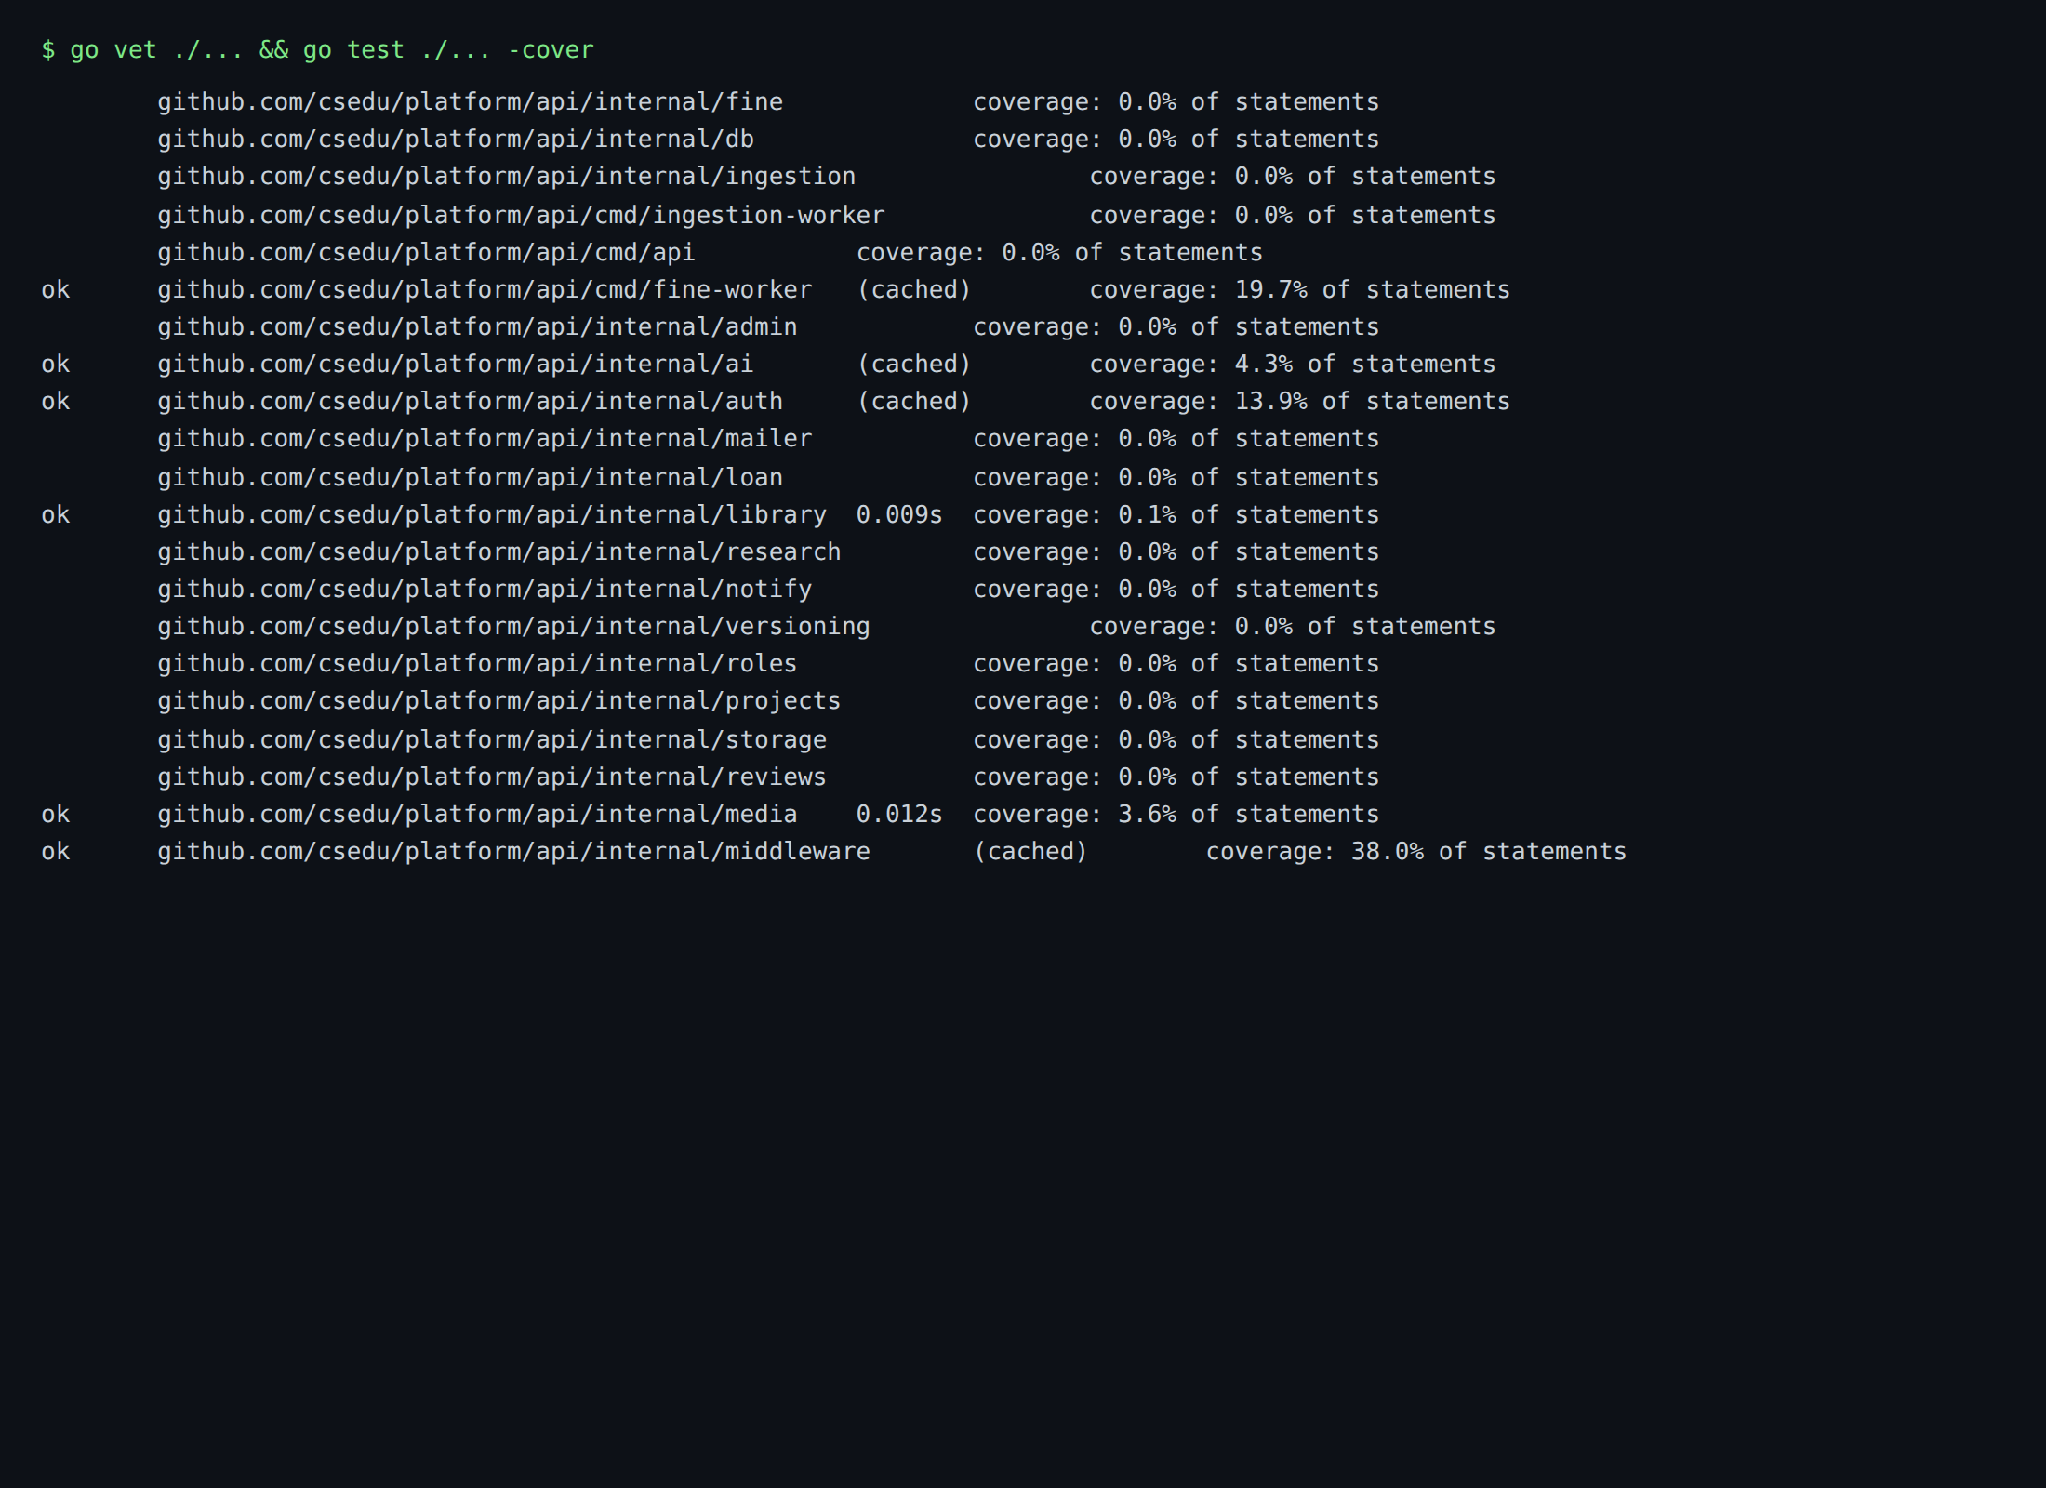 $ go vet ./... && go test ./... -cover
github.com/csedu/platform/api/internal/fine coverage: 0.0% of statements
github.com/csedu/platform/api/internal/db coverage: 0.0% of statements
github.com/csedu/platform/api/internal/ingestion coverage: 0.0% of statements
github.com/csedu/platform/api/cmd/ingestion-worker coverage: 0.0% of statements
github.com/csedu/platform/api/cmd/api coverage: 0.0% of statements
ok github.com/csedu/platform/api/cmd/fine-worker (cached) coverage: 19.7% of statements
github.com/csedu/platform/api/internal/admin coverage: 0.0% of statements
ok github.com/csedu/platform/api/internal/ai (cached) coverage: 4.3% of statements
ok github.com/csedu/platform/api/internal/auth (cached) coverage: 13.9% of statements
github.com/csedu/platform/api/internal/mailer coverage: 0.0% of statements
github.com/csedu/platform/api/internal/loan coverage: 0.0% of statements
ok github.com/csedu/platform/api/internal/library 0.009s coverage: 0.1% of statements
github.com/csedu/platform/api/internal/research coverage: 0.0% of statements
github.com/csedu/platform/api/internal/notify coverage: 0.0% of statements
github.com/csedu/platform/api/internal/versioning coverage: 0.0% of statements
github.com/csedu/platform/api/internal/roles coverage: 0.0% of statements
github.com/csedu/platform/api/internal/projects coverage: 0.0% of statements
github.com/csedu/platform/api/internal/storage coverage: 0.0% of statements
github.com/csedu/platform/api/internal/reviews coverage: 0.0% of statements
ok github.com/csedu/platform/api/internal/media 0.012s coverage: 3.6% of statements
ok github.com/csedu/platform/api/internal/middleware (cached) coverage: 38.0% of statements